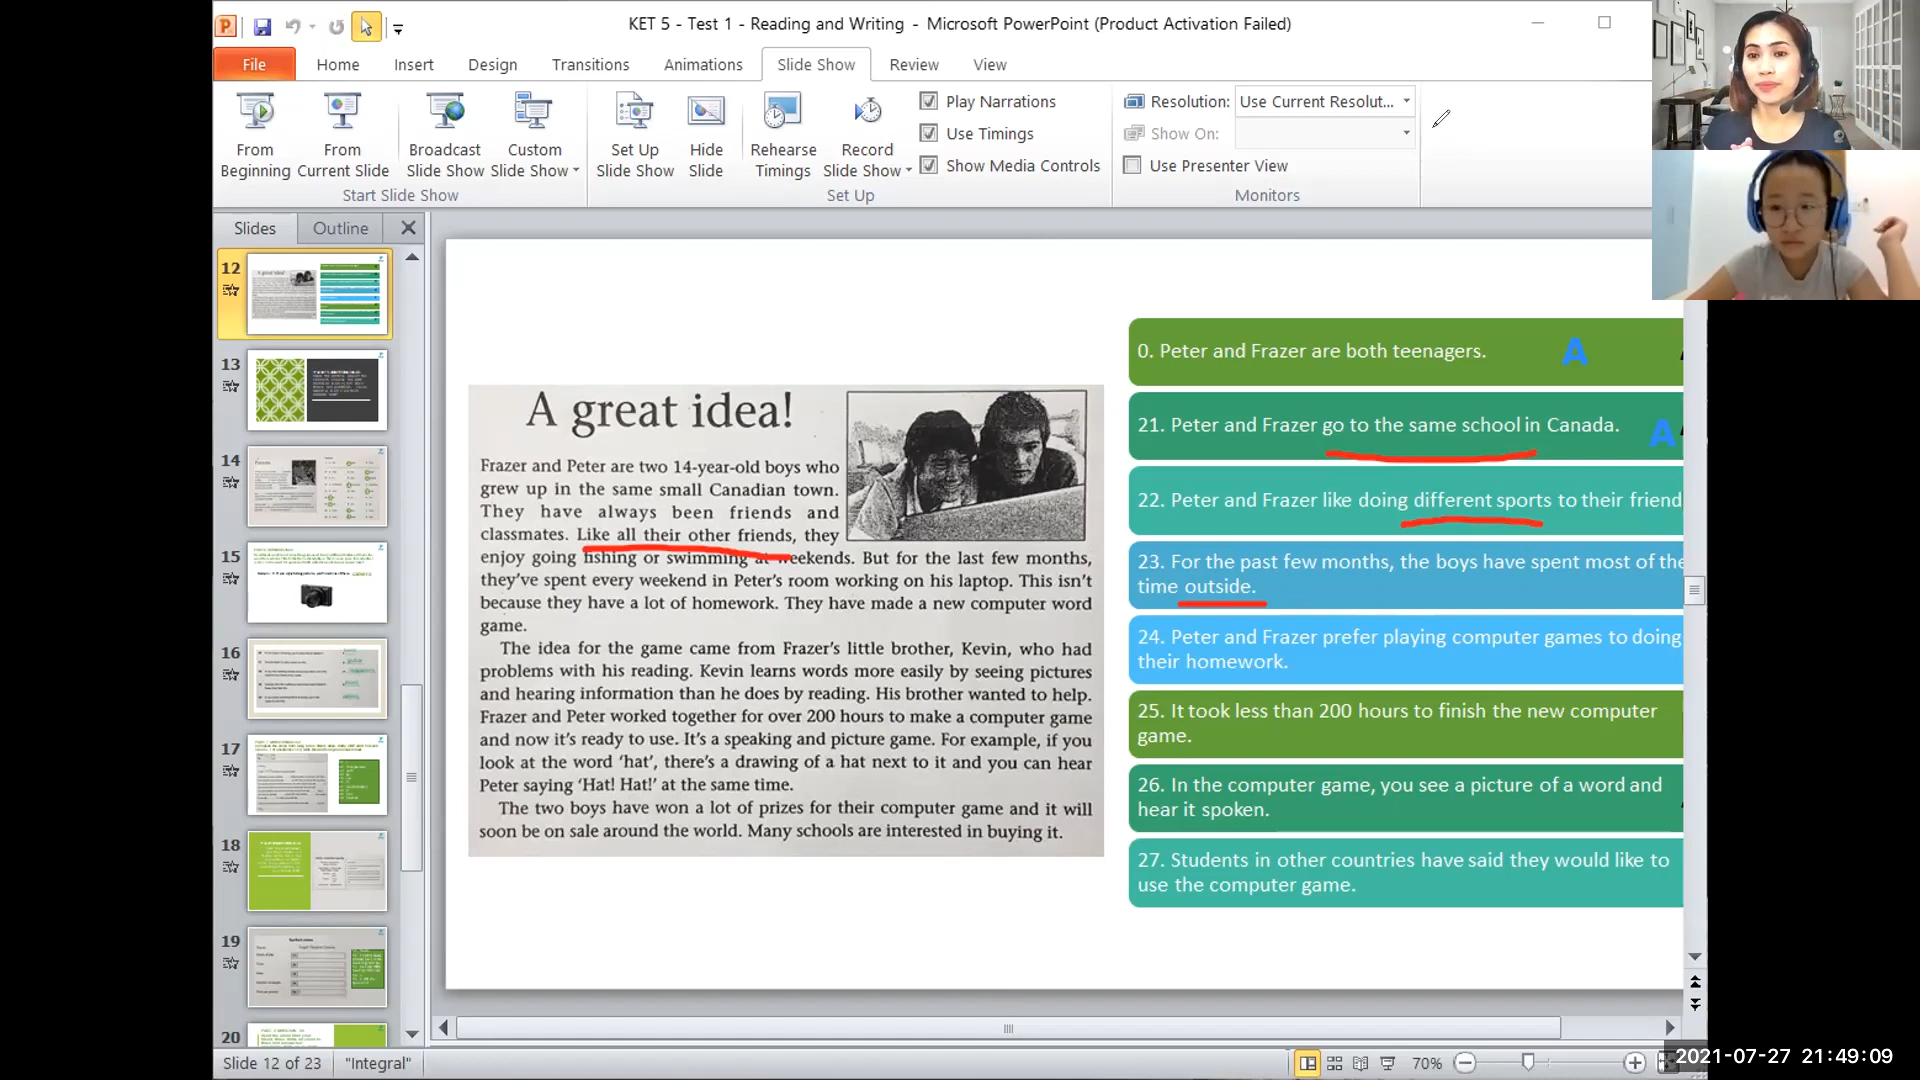 KET 5 - Test 1 - Reading and Writing - Microsoft PowerPoint (Product Activation Failed)
File Home Insert Design Transitions Animations Slide Show Review View
From Beginning
From Current Slide
Broadcast Slide Show
Custom Slide Show
Start Slide Show
Set Up Slide Show
Hide Slide
Rehearse Timings
Record Slide Show
Play Narrations
Use Timings
Show Media Controls
Set Up
Resolution: Use Current Resolut...
Show On:
Use Presenter View
Monitors
Slides Outline
12
13
14
15
16
17
18
19
20
A great idea!
Frazer and Peter are two 14-year-old boys who
grew up in the same small Canadian town.
They have always been friends and
classmates. Like all their other friends, they
enjoy going fishing or swimming at weekends. But for the last few months,
they've spent every weekend in Peter's room working on his laptop. This isn't
because they have a lot of homework. They have made a new computer word
game.
The idea for the game came from Frazer's little brother, Kevin, who had
problems with his reading. Kevin learns words more easily by seeing pictures
and hearing information than he does by reading. His brother wanted to help.
Frazer and Peter worked together for over 200 hours to make a computer game
and now it's ready to use. It's a speaking and picture game. For example, if you
look at the word 'hat', there's a drawing of a hat next to it and you can hear
Peter saying 'Hat! Hat!' at the same time.
The two boys have won a lot of prizes for their computer game and it will
soon be on sale around the world. Many schools are interested in buying it.
0. Peter and Frazer are both teenagers. A
21. Peter and Frazer go to the same school in Canada. A
22. Peter and Frazer like doing different sports to their friend
23. For the past few months, the boys have spent most of the
time outside.
24. Peter and Frazer prefer playing computer games to doing
their homework.
25. It took less than 200 hours to finish the new computer
game.
26. In the computer game, you see a picture of a word and
hear it spoken.
27. Students in other countries have said they would like to
use the computer game.
Slide 12 of 23 "Integral" 70%
2021-07-27 21:49:09